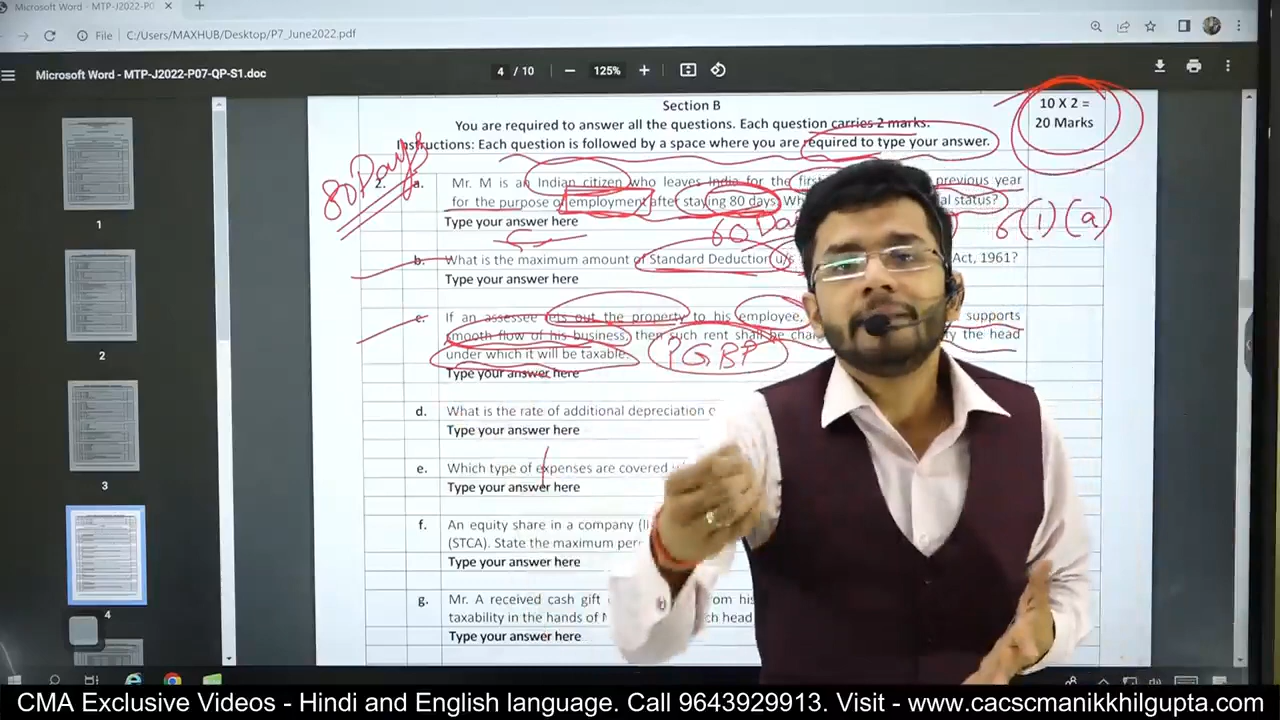 Microsoft Word - MTP-J2022-P0
File C:/Users/MAXHUB/Desktop/P7_June2022.pdf
Microsoft Word - MTP-J2022-P07-QP-S1.doc
4 / 10
125%
Section B
10 X 2 =
20 Marks
You are required to answer all the questions. Each question carries 2 marks.
Instructions: Each question is followed by a space where you are required to type your answer.
80 Days
2. a. Mr. M is an Indian citizen who leaves India for the first previous year
for the purpose of employment after staying 80 days. al status?
Type your answer here
60 Da
6(1)(a)
b. What is the maximum amount of Standard Deduction u/s Act, 1961?
Type your answer here
c. If an assessee lets out the property to his employee, supports
smooth flow of his business, then such rent shall be the head
under which it will be taxable.
PGBP
Type your answer here
d. What is the rate of additional depreciation
Type your answer here
e. Which type of expenses are covered
Type your answer here
f. An equity share in a company
(STCA). State the maximum per
Type your answer here
g. Mr. A received cash gift om his
taxability in the hands of ch head
Type your answer here
1
2
3
4
CMA Exclusive Videos - Hindi and English language. Call 9643929913. Visit - www.cacscmanikkhilgupta.com